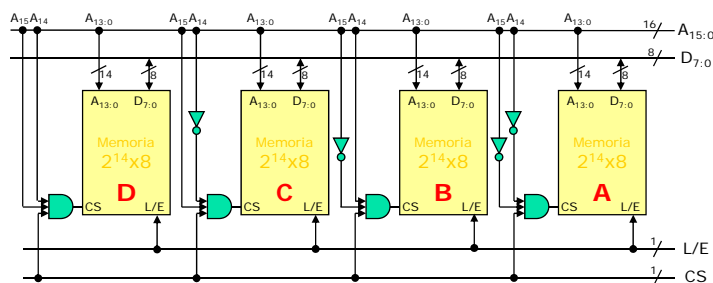 A15 A14 A13:0 A15 A14 A13:0 A15 A14 A13:0 A15 A14 A13:0 16 A15:0
8 D7:0
14 8 14 8 14 8 14 8
A13:0 D7:0 A13:0 D7:0 A13:0 D7:0 A13:0 D7:0
Memoria Memoria Memoria Memoria
2^14x8 2^14x8 2^14x8 2^14x8
D C B A
CS L/E CS L/E CS L/E CS L/E
1 L/E
1 CS